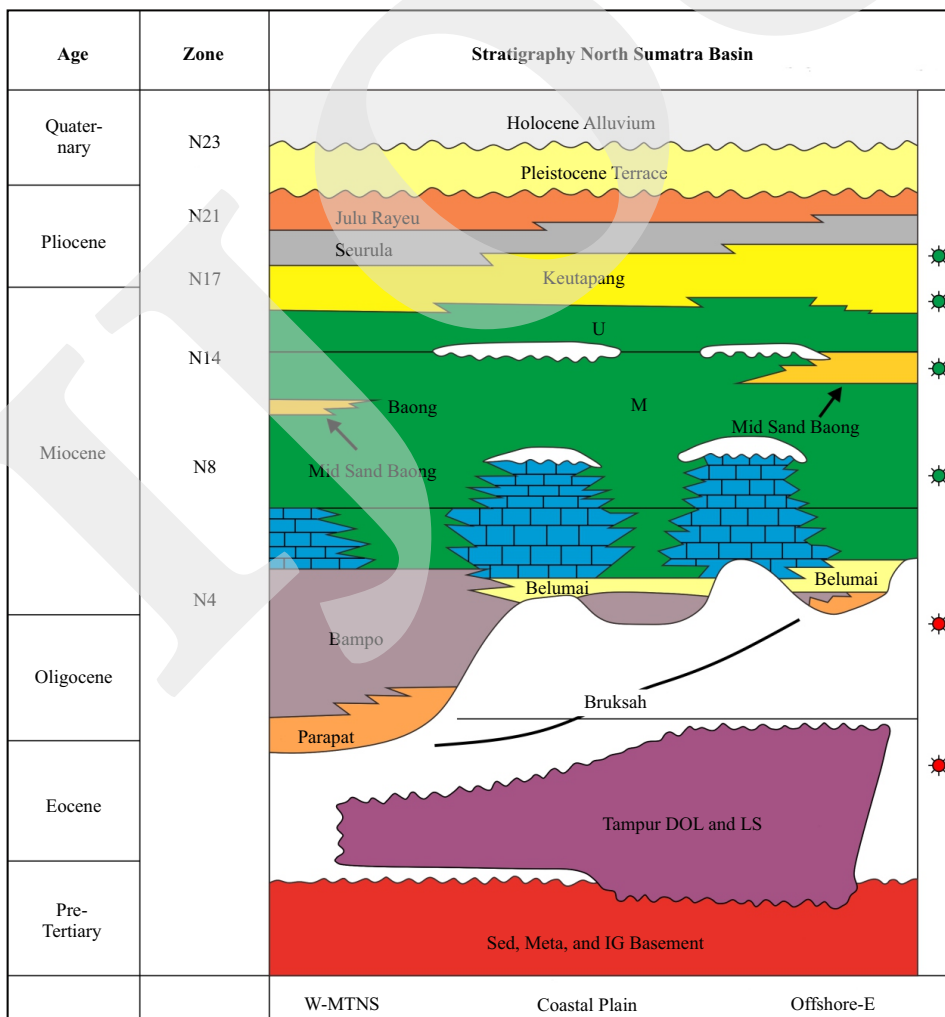 Age
Zone
Stratigraphy North Sumatra Basin
Quater-
nary
N23
Holocene Alluvium
Pleistocene Terrace
Pliocene
N21
Julu Rayeu
Seurula
N17
Keutapang
U
N14
Miocene
Baong
M
Mid Sand Baong
N8
Mid Sand Baong
Belumai
Belumai
N4
Bampo
Oligocene
Bruksah
Parapat
Eocene
Tampur DOL and LS
Pre-
Tertiary
Sed, Meta, and IG Basement
W-MTNS
Coastal Plain
Offshore-E